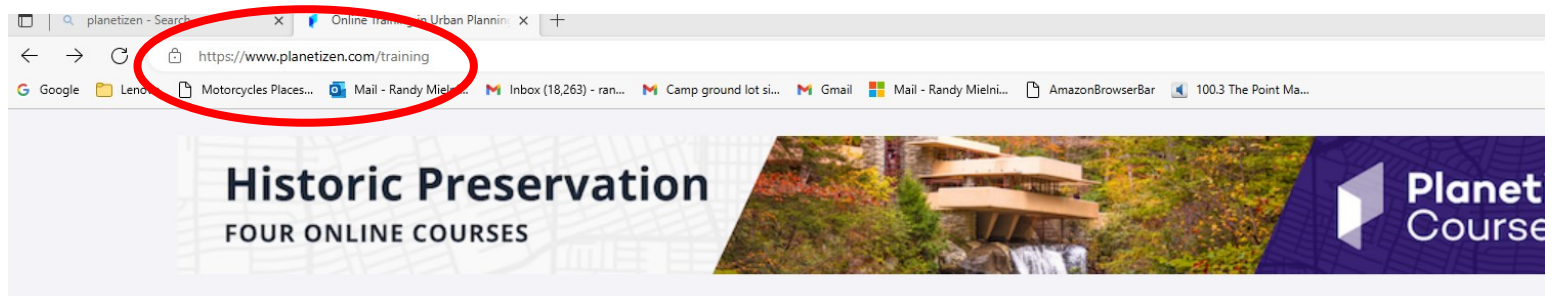 planetizen - Search Online Training in Urban Planning
https://www.planetizen.com/training
Google Motorcycles Places... Mail - Randy Mielni... Inbox (18,263) - ran... Camp ground lot si... Gmail Mail - Randy Mielni... AmazonBrowserBar 100.3 The Point Ma...
Historic Preservation
FOUR ONLINE COURSES
Planet
Course